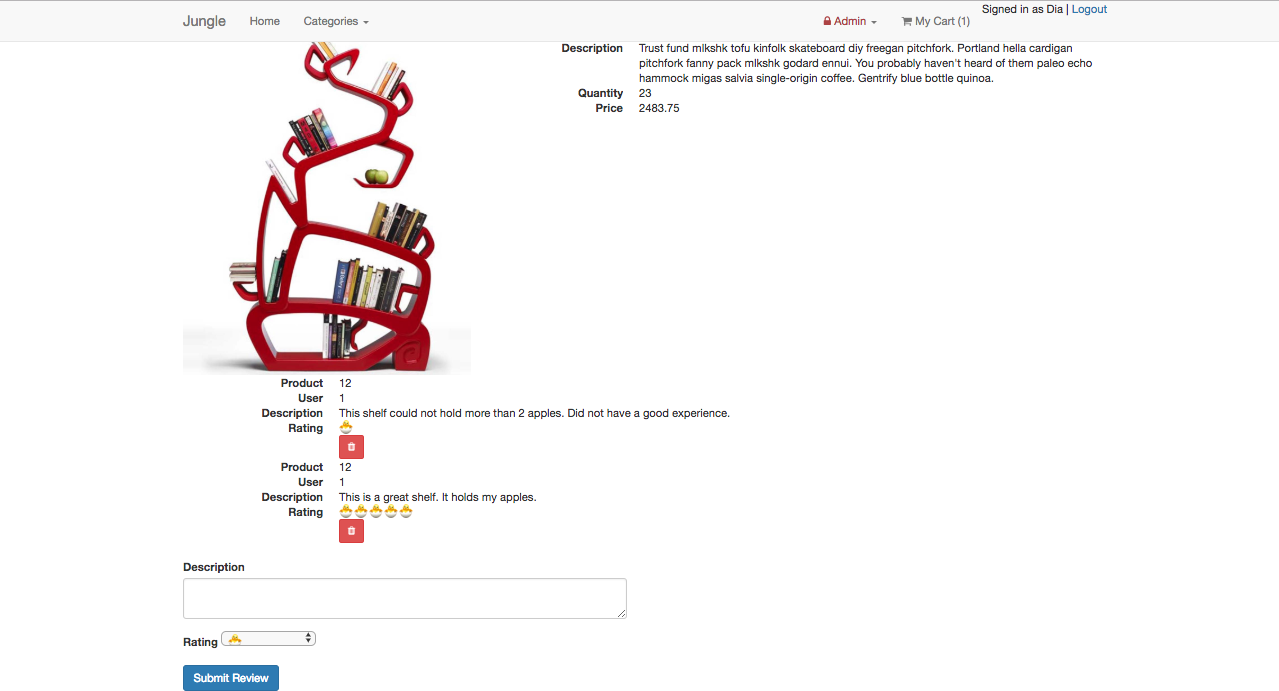 Jungle Home Categories Admin My Cart (1) Signed in as Dia | Logout
Description Trust fund mlkshk tofu kinfolk skateboard diy freegan pitchfork. Portland hella cardigan
pitchfork fanny pack mlkshk godard ennui. You probably haven't heard of them paleo echo
hammock migas salvia single-origin coffee. Gentrify blue bottle quinoa.
Quantity 23
Price 2483.75
Product 12
User 1
Description This shelf could not hold more than 2 apples. Did not have a good experience.
Rating 🐣
Product 12
User 1
Description This is a great shelf. It holds my apples.
Rating 🐣🐣🐣🐣🐣
Description
Rating 🐣
Submit Review